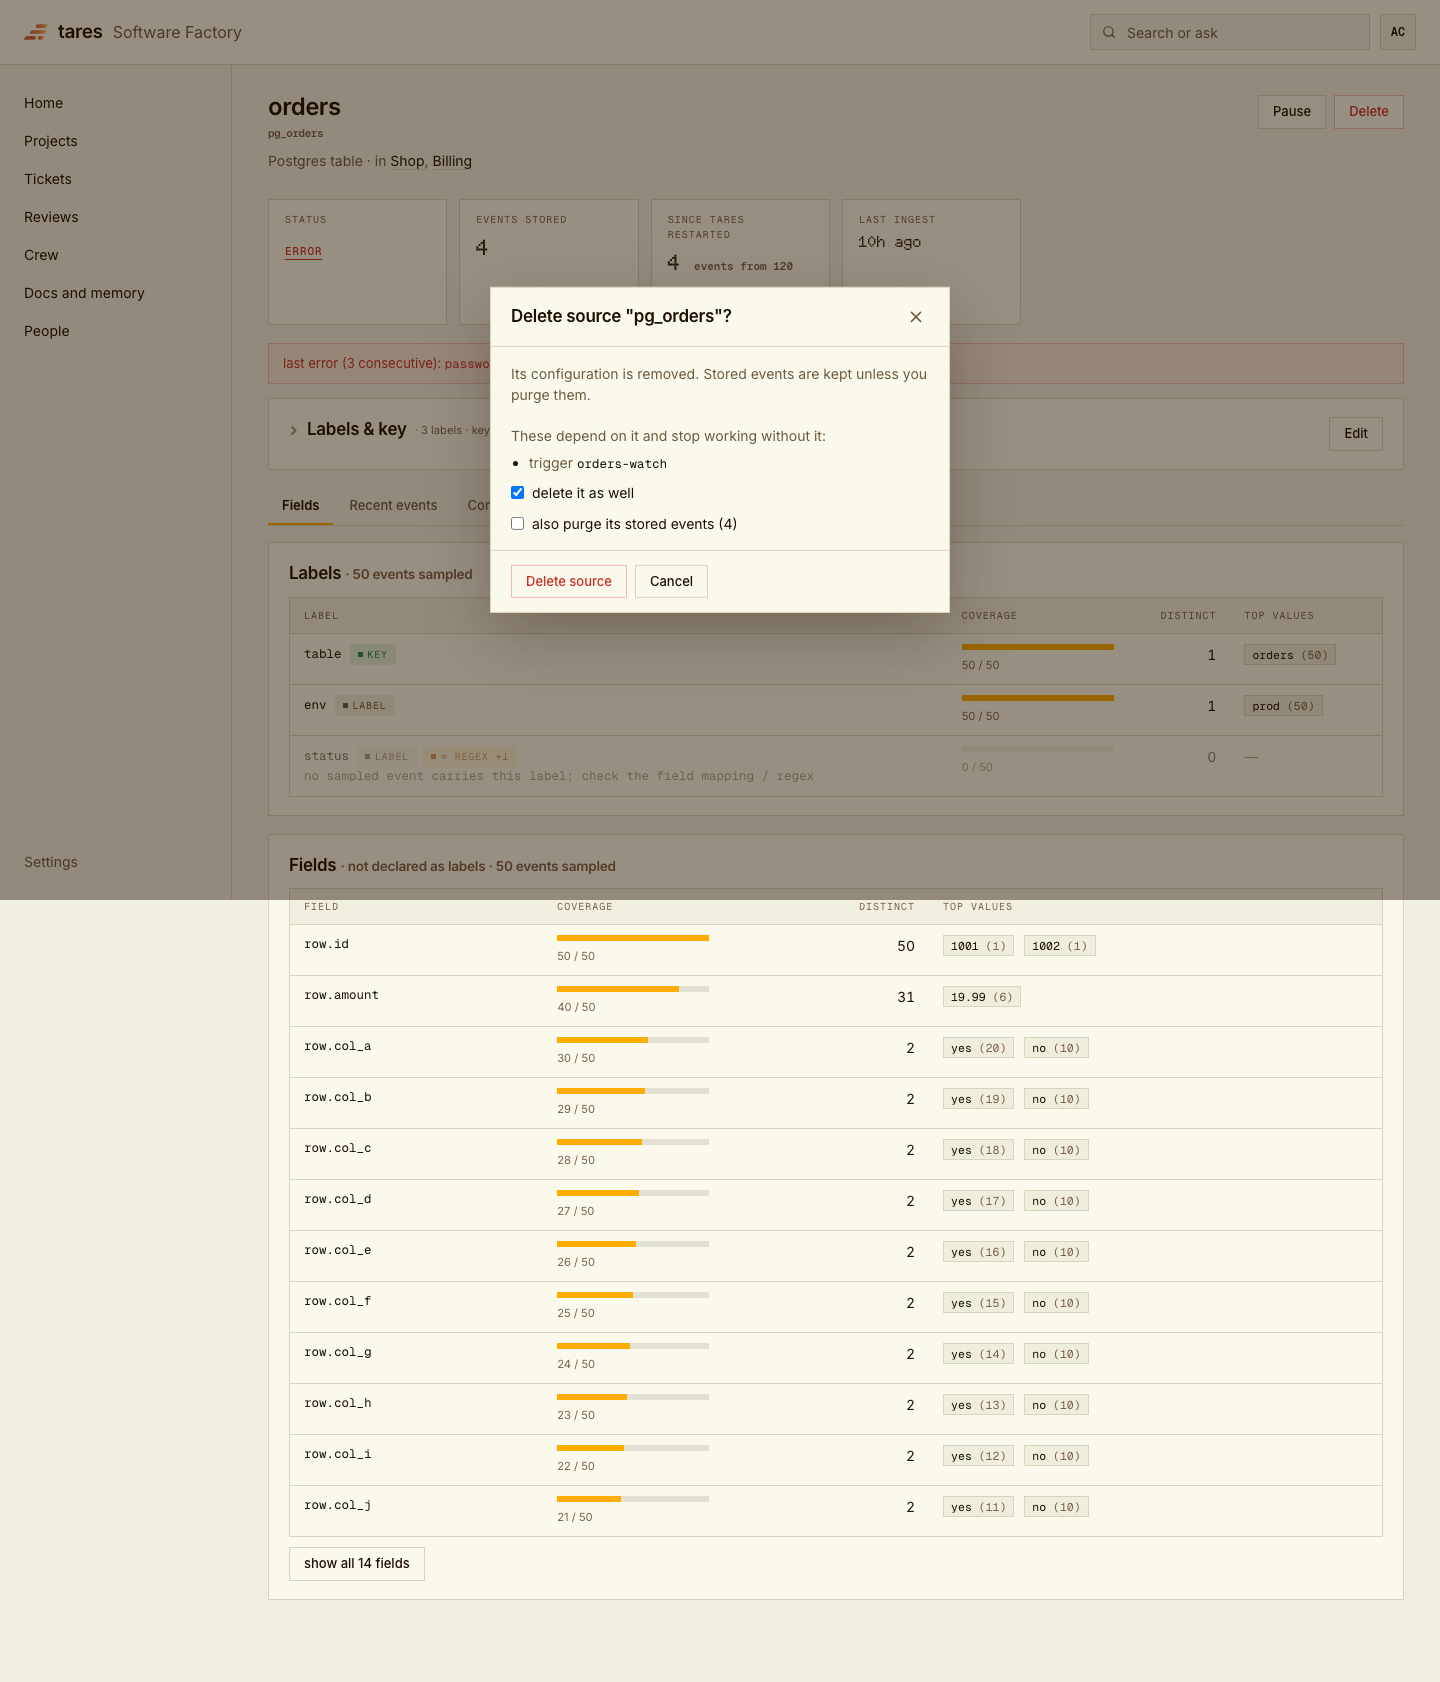 tares Software Factory
Search or ask
AC
Home
Projects
Tickets
Reviews
Crew
Docs and memory
People
Settings
orders
pg_orders
Postgres table · in Shop, Billing
Pause
Delete
STATUS
ERROR
EVENTS STORED
4
SINCE TARES
RESTARTED
4 events from 120
LAST INGEST
10h ago
last error (3 consecutive):
Labels & key · 3 labels · key
Edit
Fields
Recent events
Delete source "pg_orders"?
Its configuration is removed. Stored events are kept unless you
purge them.
These depend on it and stop working without it:
• trigger orders-watch
delete it as well
also purge its stored events (4)
Delete source
Cancel
Labels · 50 events sampled
LABEL COVERAGE DISTINCT TOP VALUES
table KEY 50 / 50 1 orders (50)
env LABEL 50 / 50 1 prod (50)
status LABEL = REGEX +1 0 / 50 0 —
no sampled event carries this label; check the field mapping / regex
Fields · not declared as labels · 50 events sampled
FIELD COVERAGE DISTINCT TOP VALUES
row.id 50 / 50 50 1001 (1) 1002 (1)
row.amount 40 / 50 31 19.99 (6)
row.col_a 30 / 50 2 yes (20) no (10)
row.col_b 29 / 50 2 yes (19) no (10)
row.col_c 28 / 50 2 yes (18) no (10)
row.col_d 27 / 50 2 yes (17) no (10)
row.col_e 26 / 50 2 yes (16) no (10)
row.col_f 25 / 50 2 yes (15) no (10)
row.col_g 24 / 50 2 yes (14) no (10)
row.col_h 23 / 50 2 yes (13) no (10)
row.col_i 22 / 50 2 yes (12) no (10)
row.col_j 21 / 50 2 yes (11) no (10)
show all 14 fields